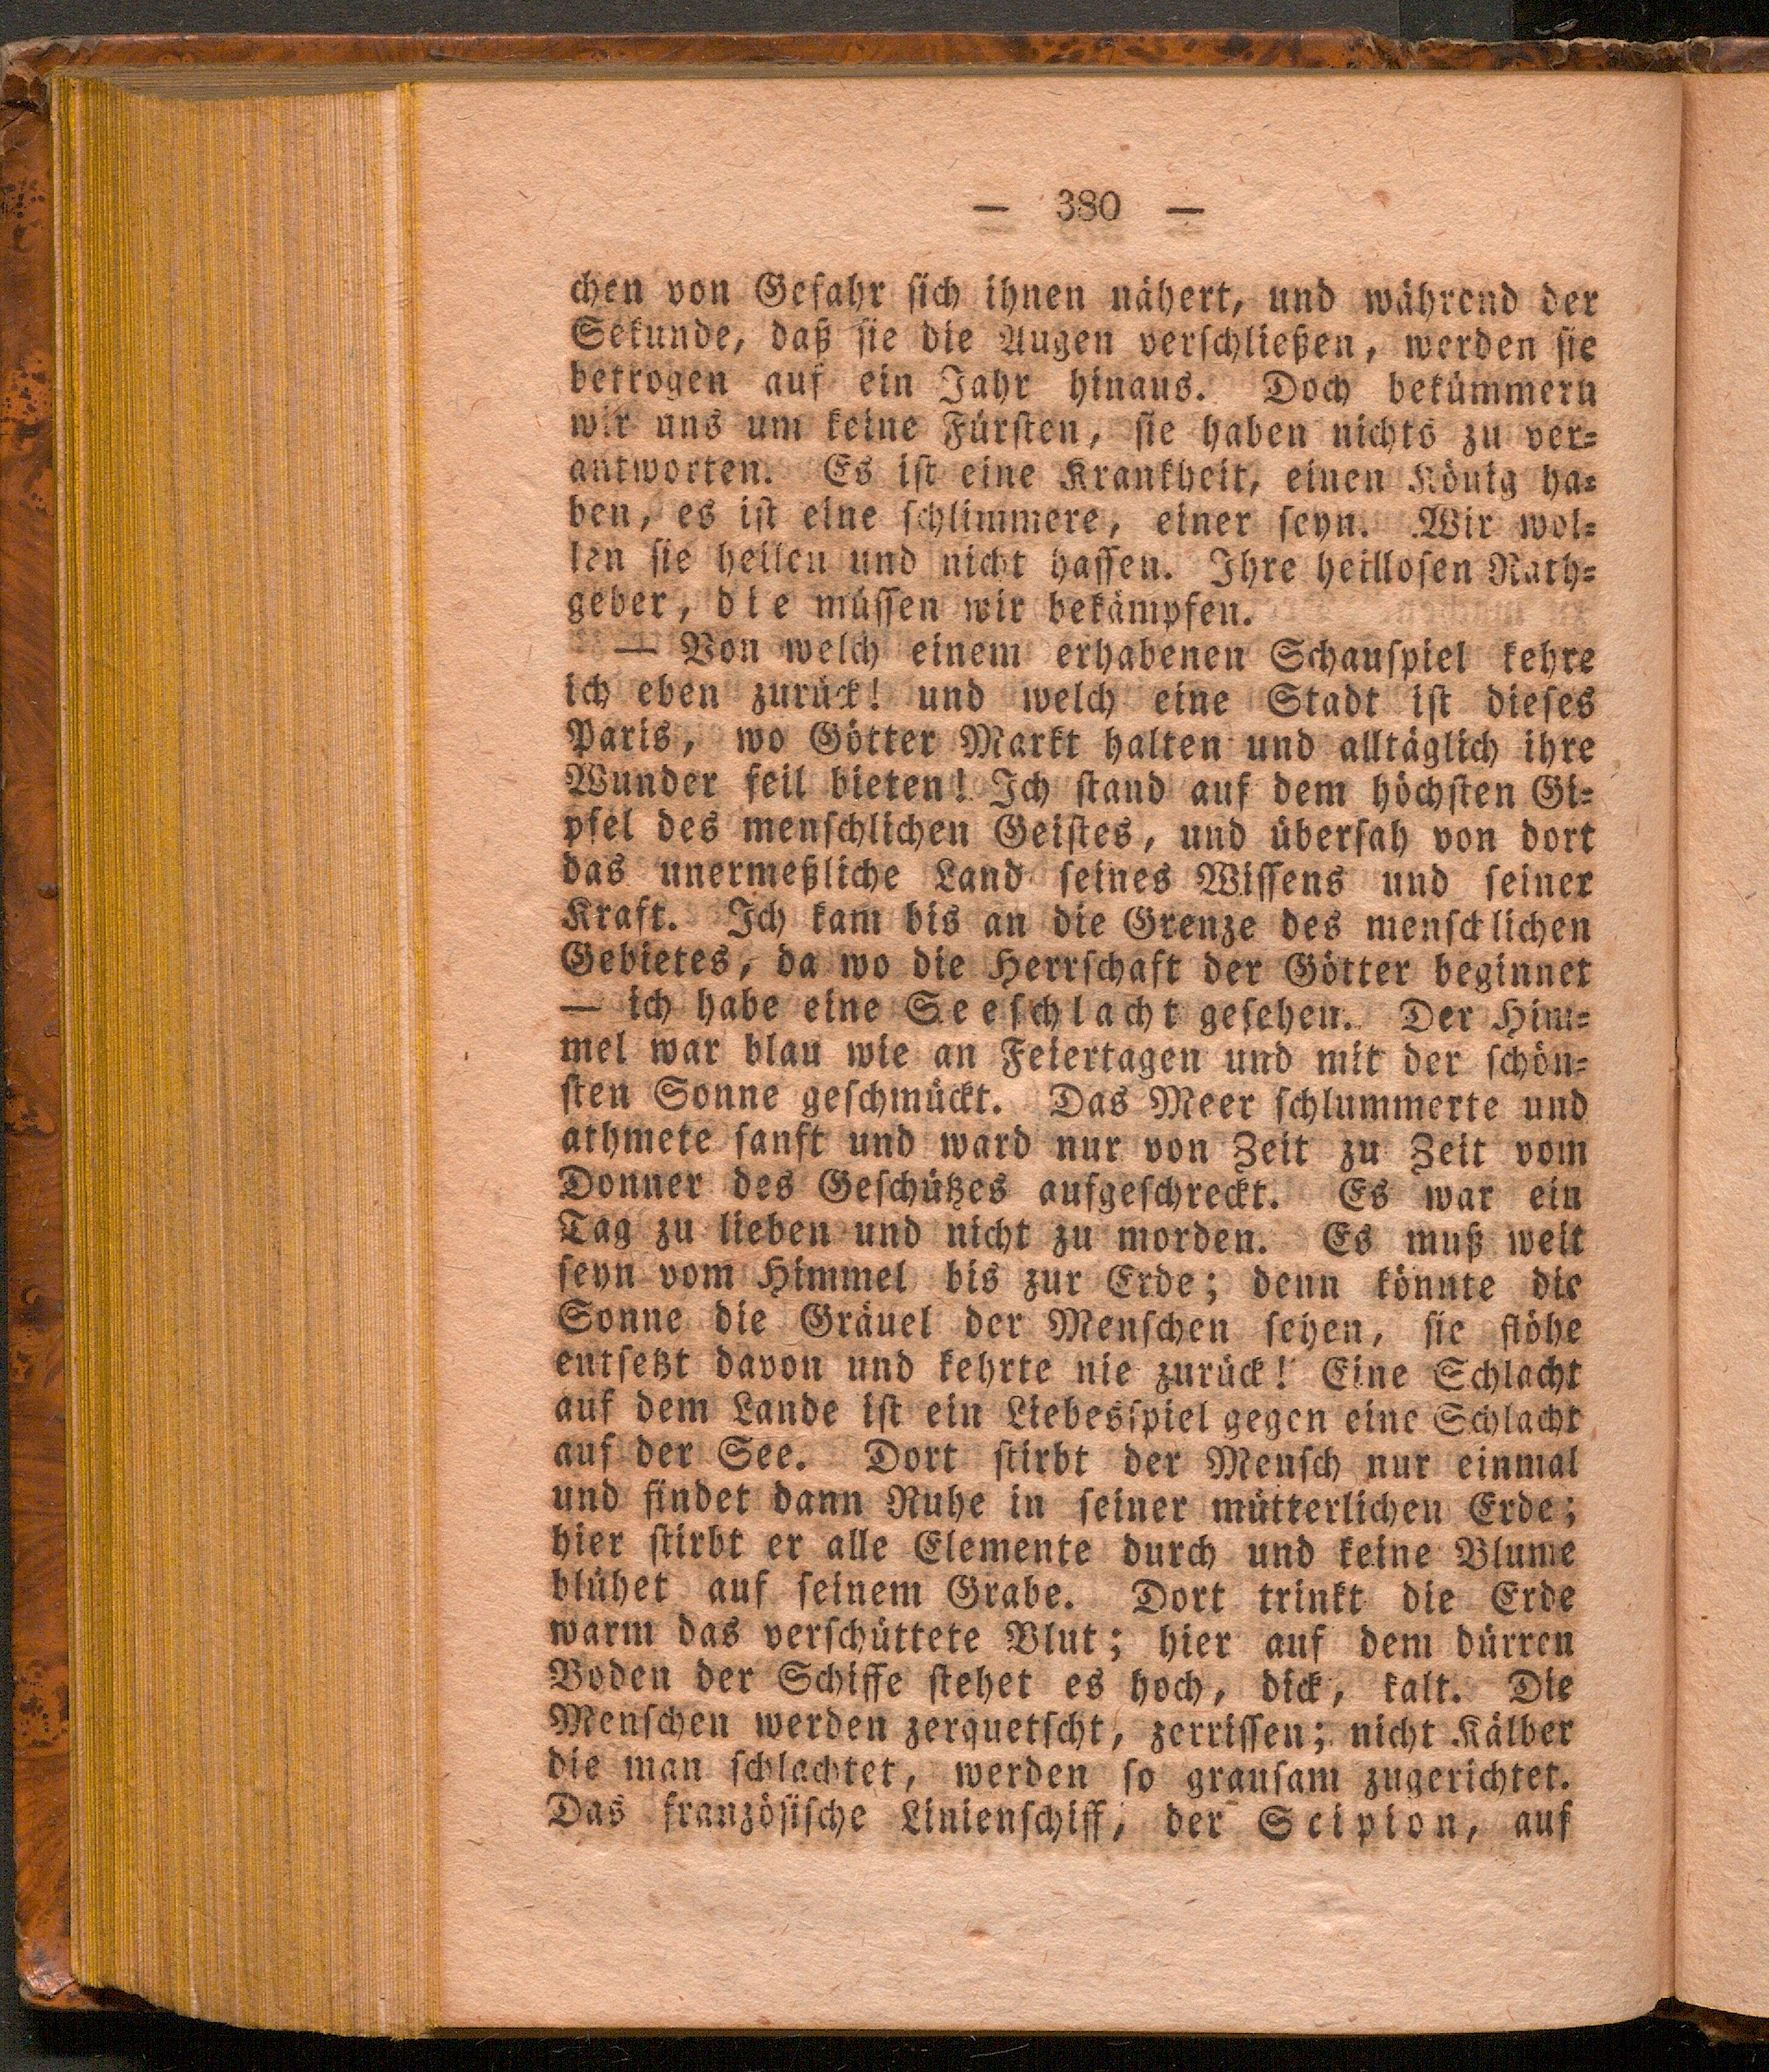 — 380 —
chen von Gefahr ſich ihnen nähert, und während der
Sekunde, daß ſie die Augen verſchließen, werden ſie
betrogen auf ein Jahr hinaus. Doch bekümmern
wir uns um keine Fürſten, ſie haben nichts zu ver⸗
antworten. Es iſt eine Krankheit, einen König ha⸗
ben, es iſt eine ſchlimmere, einer ſeyn. Wir wol⸗
len ſie heilen und nicht haſſen. Ihre heilloſen Rath⸗
geber, die müſſen wir bekämpfen.
— Von welch einem erhabenen Schauſpiel kehre
ich eben zurück! und welch eine Stadt iſt dieſes
Paris, wo Götter Markt halten und alltäglich ihre
Wunder feil bieten! Ich ſtand auf dem höchſten Gi⸗
pfel des menſchlichen Geiſtes, und überſah von dort
das unermeßliche Land ſeines Wiſſens und ſeiner
Kraft. Ich kam bis an die Grenze des menſchlichen
Gebietes, da wo die Herrſchaft der Götter beginnet
— ich habe eine Seeſchlacht geſehen. Der Him⸗
mel war blau wie an Feiertagen und mit der ſchön⸗
ſten Sonne geſchmückt. Das Meer ſchlummerte und
athmete ſanft und ward nur von Zeit zu Zeit vom
Donner des Geſchützes aufgeſchreckt. Es war ein
Tag zu lieben und nicht zu morden. Es muß weit
ſeyn vom Himmel bis zur Erde; denn könnte die
Sonne die Gräuel der Menſchen ſehen, ſie flöhe
entſetzt davon und kehrte nie zurück! Eine Schlacht
auf dem Lande iſt ein Liebesſpiel gegen eine Schlacht
auf der See. Dort ſtirbt der Menſch nur einmal
und findet dann Ruhe in ſeiner mütterlichen Erde;
hier ſtirbt er alle Elemente durch und keine Blume
blühet auf ſeinem Grabe. Dort trinkt die Erde
warm das verſchüttete Blut; hier auf dem dürren
Boden der Schiffe ſtehet es hoch, dick, kalt. Die
Menſchen werden zerquetſcht, zerriſſen; nicht Kälber
die man ſchlachtet, werden ſo grauſam zugerichtet.
Das franzöſiſche Linienſchiff, der Scipion, auf